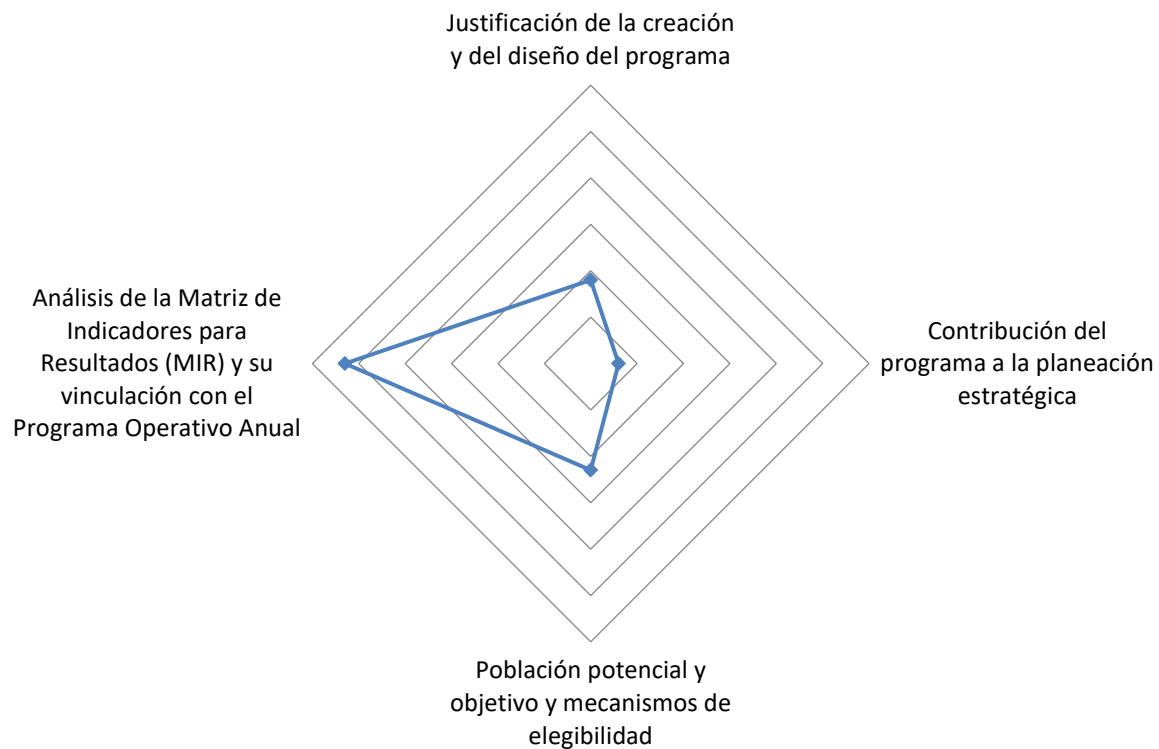 Justificación de la creación
y del diseño del programa
Análisis de la Matriz de
Indicadores para
Resultados (MIR) y su
vinculación con el
Programa Operativo Anual
Contribución del
programa a la planeación
estratégica
Población potencial y
objetivo y mecanismos de
elegibilidad